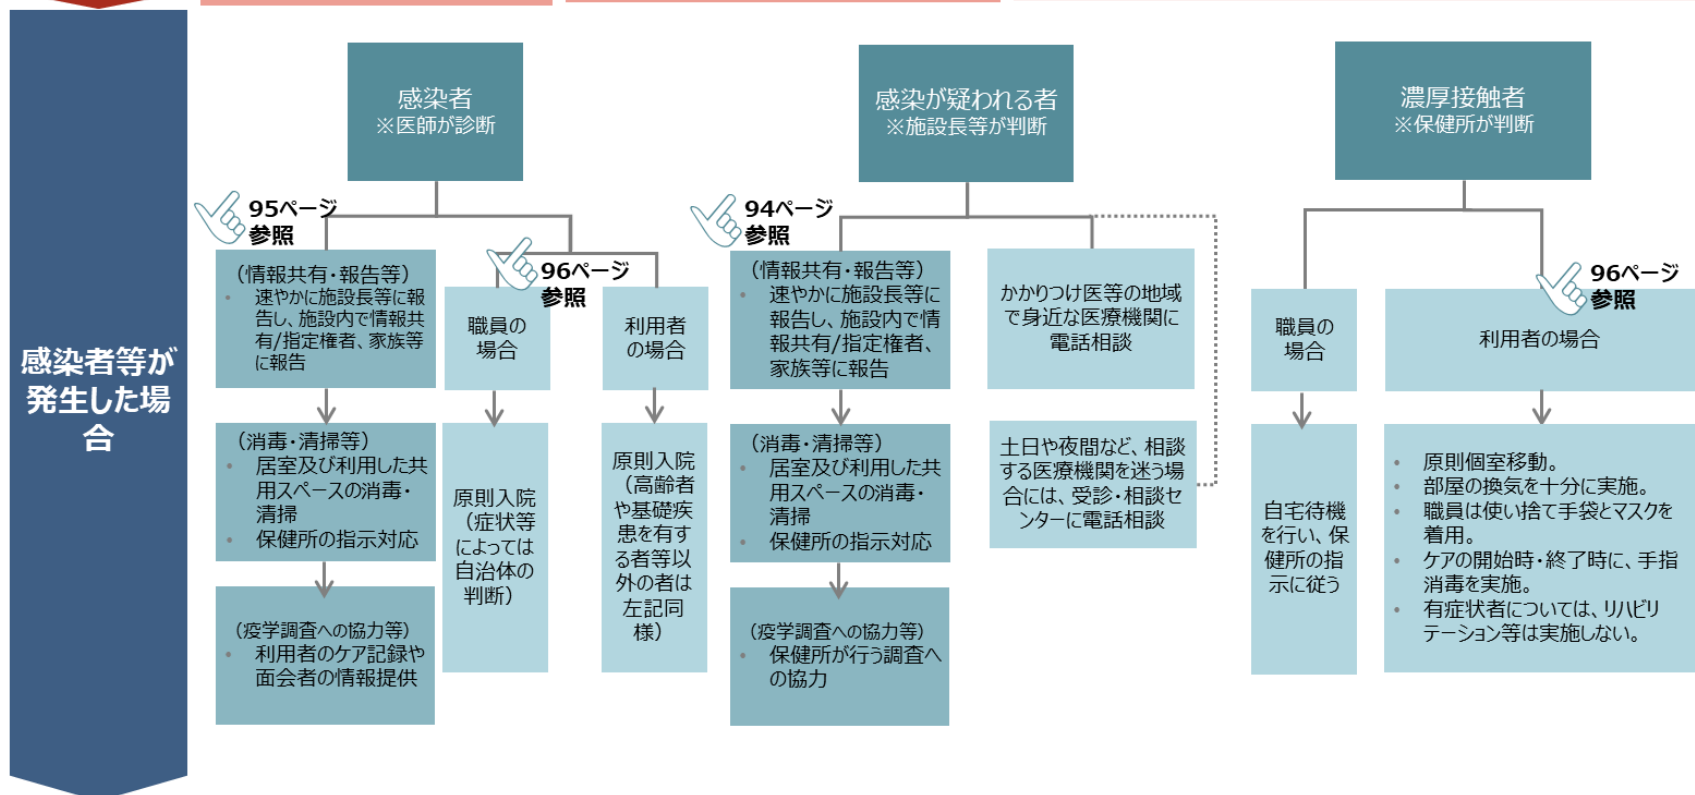 感染者等が
発生した場
合
感染者
※医師が診断
95ページ
参照
(情報共有・報告等)
• 速やかに施設長等に報
告し、施設内で情報共
有/指定権者、家族等
に報告
(消毒・清掃等)
• 居室及び利用した共
用スペースの消毒・
清掃
• 保健所の指示対応
(疫学調査への協力等)
• 利用者のケア記録や
面会者の情報提供
96ページ
参照
職員の
場合
原則入院
(症状等
によっては
自治体の
判断)
利用者
の場合
原則入院
(高齢者
や基礎疾
患を有す
る者等以
外の者は
左記同
様)
感染が疑われる者
※施設長等が判断
94ページ
参照
(情報共有・報告等)
• 速やかに施設長等に
報告し、施設内で情
報共有/指定権者、
家族等に報告
(消毒・清掃等)
• 居室及び利用した共
用スペースの消毒・
清掃
• 保健所の指示対応
(疫学調査への協力等)
• 保健所が行う調査へ
の協力
かかりつけ医等の地域
で身近な医療機関に
電話相談
土日や夜間など、相談
する医療機関を迷う場
合には、受診・相談セ
ンターに電話相談
濃厚接触者
※保健所が判断
職員の
場合
自宅待機
を行い、保
健所の指
示に従う
96ページ
参照
利用者の場合
• 原則個室移動。
• 部屋の換気を十分に実施。
• 職員は使い捨て手袋とマスクを
着用。
• ケアの開始時・終了時に、手指
消毒を実施。
• 有症状者については、リハビリ
テーション等は実施しない。